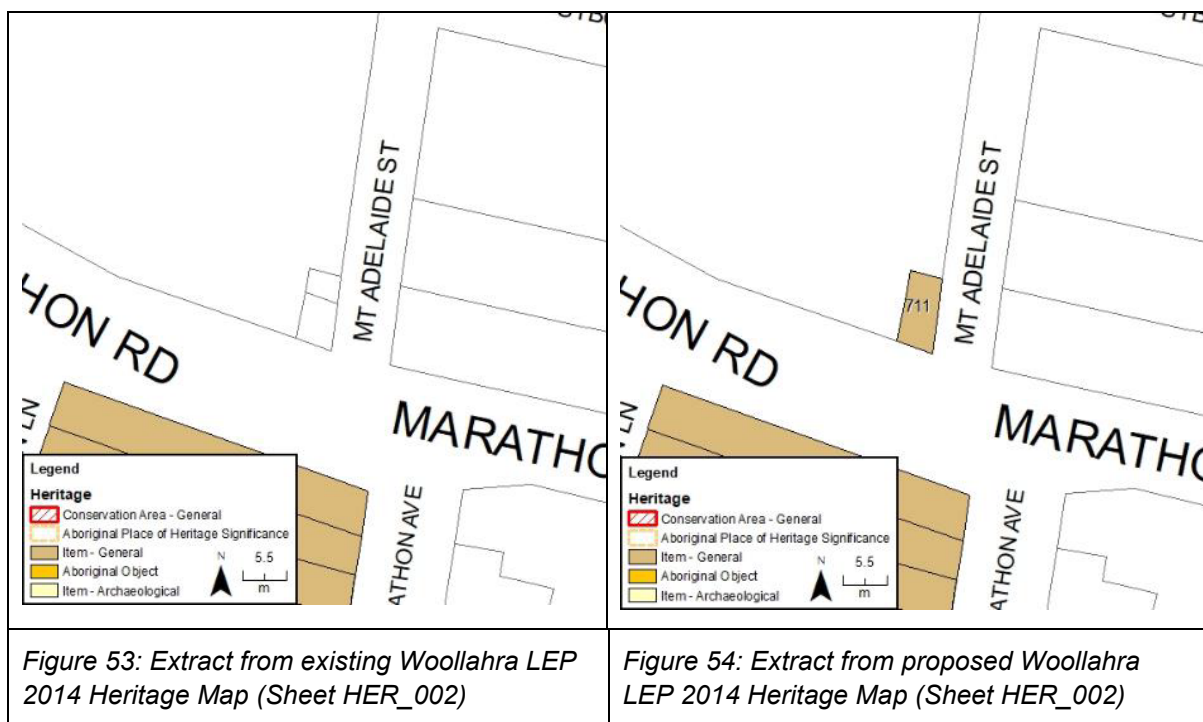 MT ADELAIDE ST
HON RD
MARATHO
LN
ATHON AVE
Legend
Heritage
Conservation Area - General
Aboriginal Place of Heritage Significance
Item - General
Aboriginal Object
Item - Archaeological
N
5.5
m
Figure 53: Extract from existing Woollahra LEP
2014 Heritage Map (Sheet HER_002)
MT ADELAIDE ST
711
HON RD
MARATHO
LN
ATHON AVE
Legend
Heritage
Conservation Area - General
Aboriginal Place of Heritage Significance
Item - General
Aboriginal Object
Item - Archaeological
N
5.5
m
Figure 54: Extract from proposed Woollahra
LEP 2014 Heritage Map (Sheet HER_002)